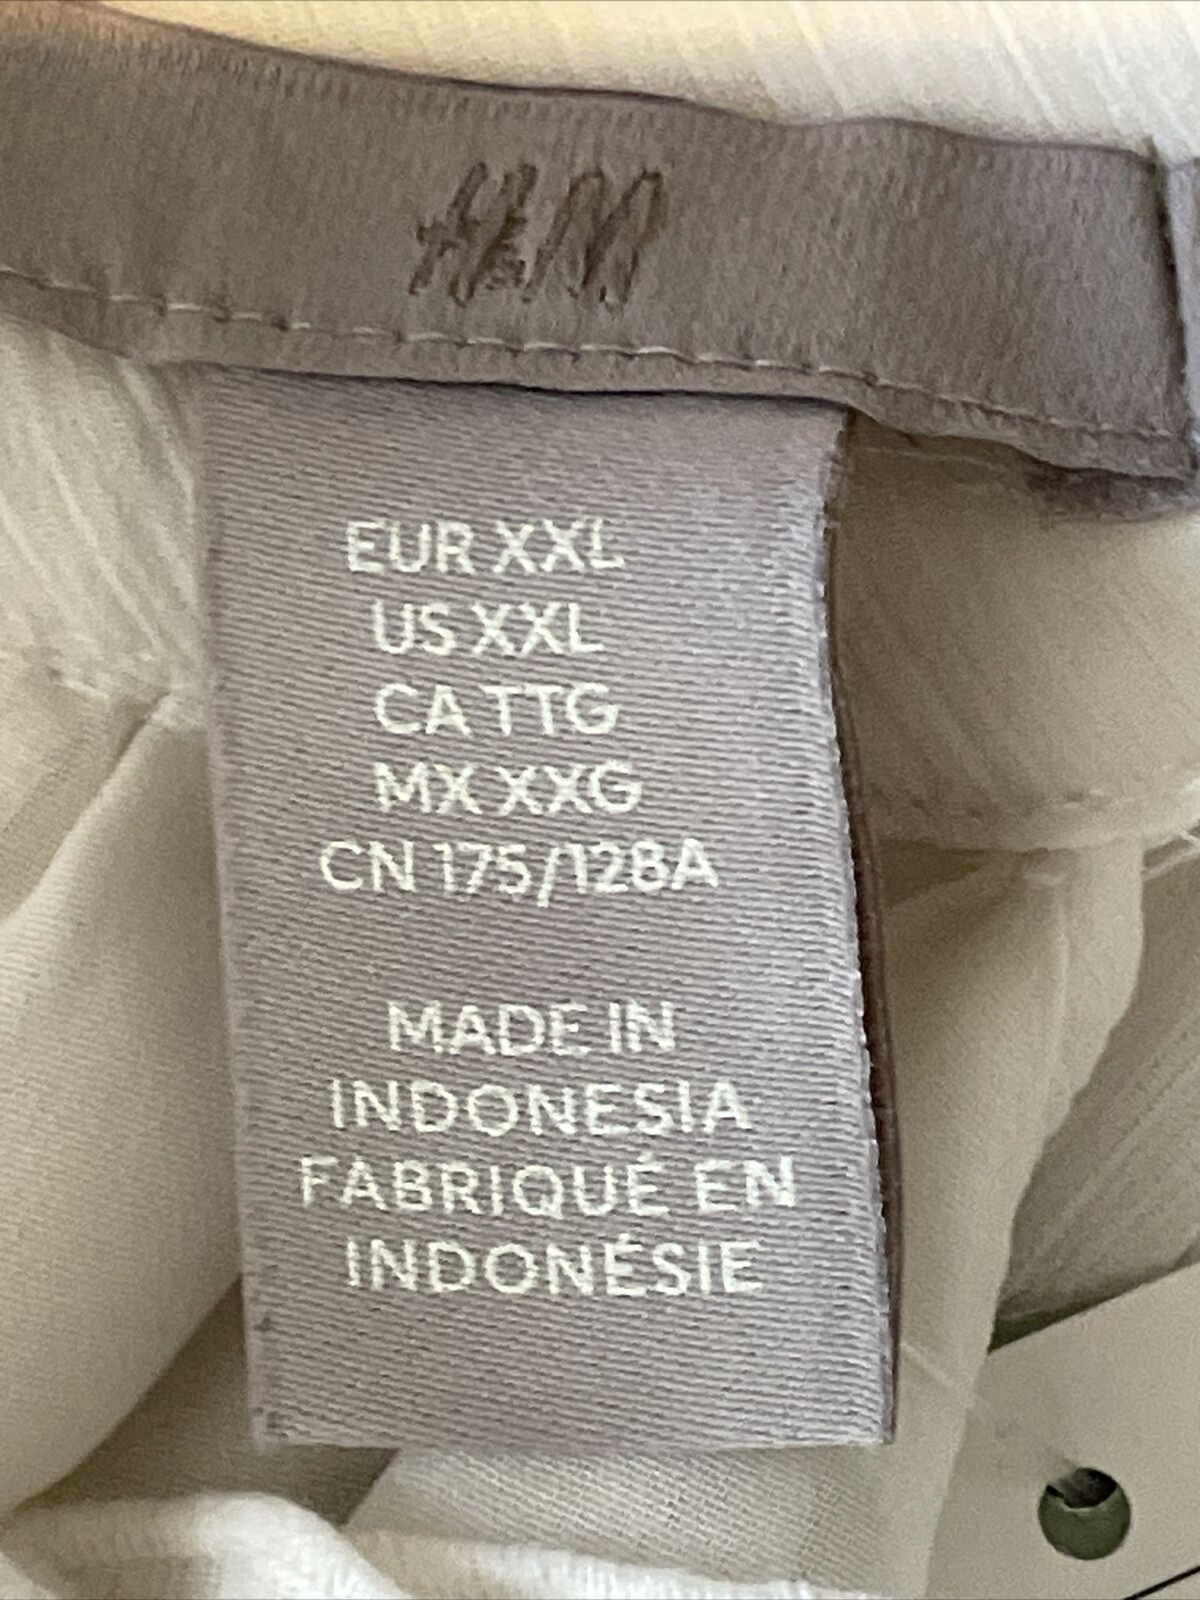 H&M
EUR XXL
US XXL
CA TTG
MX XXG
CN 175/128A
MADE IN
INDONESIA
FABRIQUÉ EN
INDONÉSIE